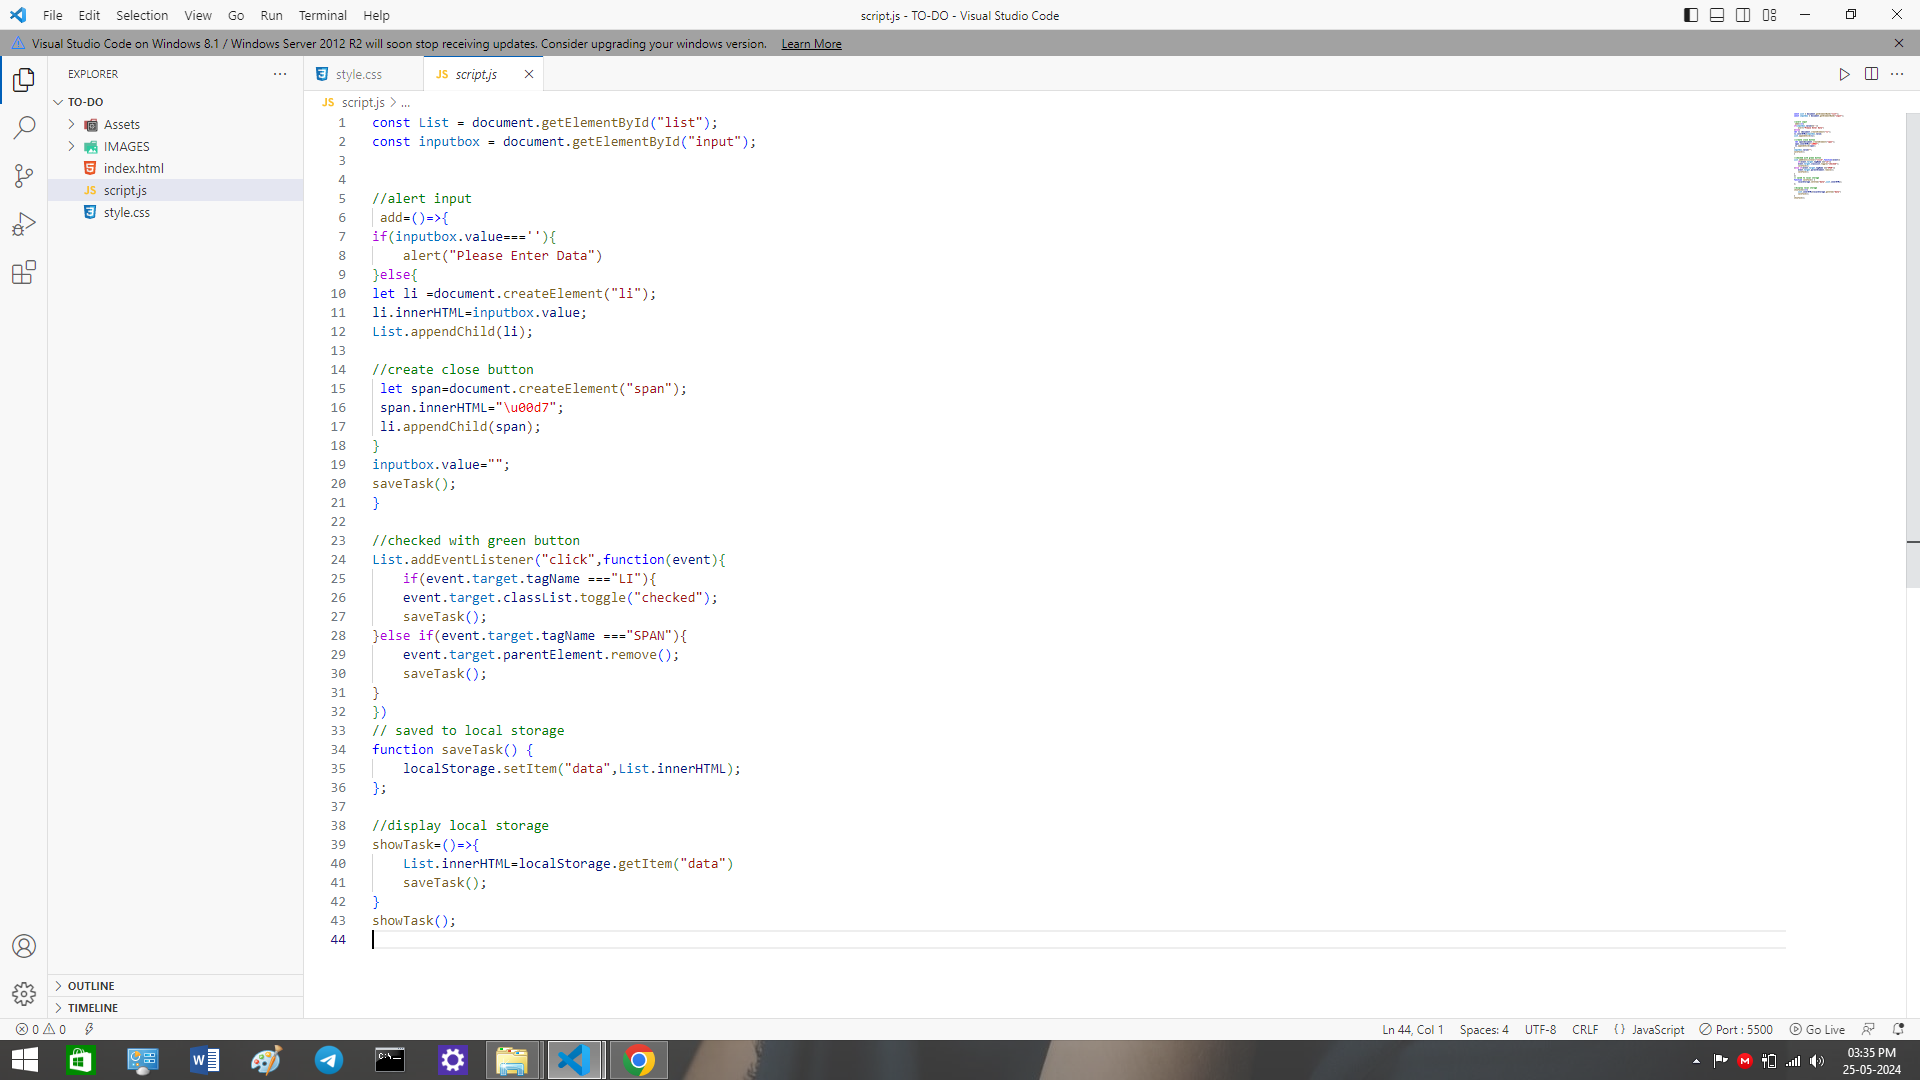 File Edit Selection View Go Run Terminal Help
script.js - TO-DO - Visual Studio Code
Visual Studio Code on Windows 8.1 / Windows Server 2012 R2 will soon stop receiving updates. Consider upgrading your windows version. Learn More
EXPLORER
TO-DO
Assets
IMAGES
index.html
JS script.js
style.css
OUTLINE
TIMELINE
style.css
JS script.js
JS script.js > ...
1 const List = document.getElementById("list");
2 const inputbox = document.getElementById("input");
3
4
5 //alert input
6 add=()=>{
7 if(inputbox.value===''){
8 alert("Please Enter Data")
9 }else{
10 let li =document.createElement("li");
11 li.innerHTML=inputbox.value;
12 List.appendChild(li);
13
14 //create close button
15 let span=document.createElement("span");
16 span.innerHTML="\u00d7";
17 li.appendChild(span);
18 }
19 inputbox.value="";
20 saveTask();
21 }
22
23 //checked with green button
24 List.addEventListener("click",function(event){
25 if(event.target.tagName ==="LI"){
26 event.target.classList.toggle("checked");
27 saveTask();
28 }else if(event.target.tagName ==="SPAN"){
29 event.target.parentElement.remove();
30 saveTask();
31 }
32 })
33 // saved to local storage
34 function saveTask() {
35 localStorage.setItem("data",List.innerHTML);
36 };
37
38 //display local storage
39 showTask=()=>{
40 List.innerHTML=localStorage.getItem("data")
41 saveTask();
42 }
43 showTask();
44
0 0
Ln 44, Col 1 Spaces: 4 UTF-8 CRLF {} JavaScript Port : 5500 Go Live
03:35 PM
25-05-2024